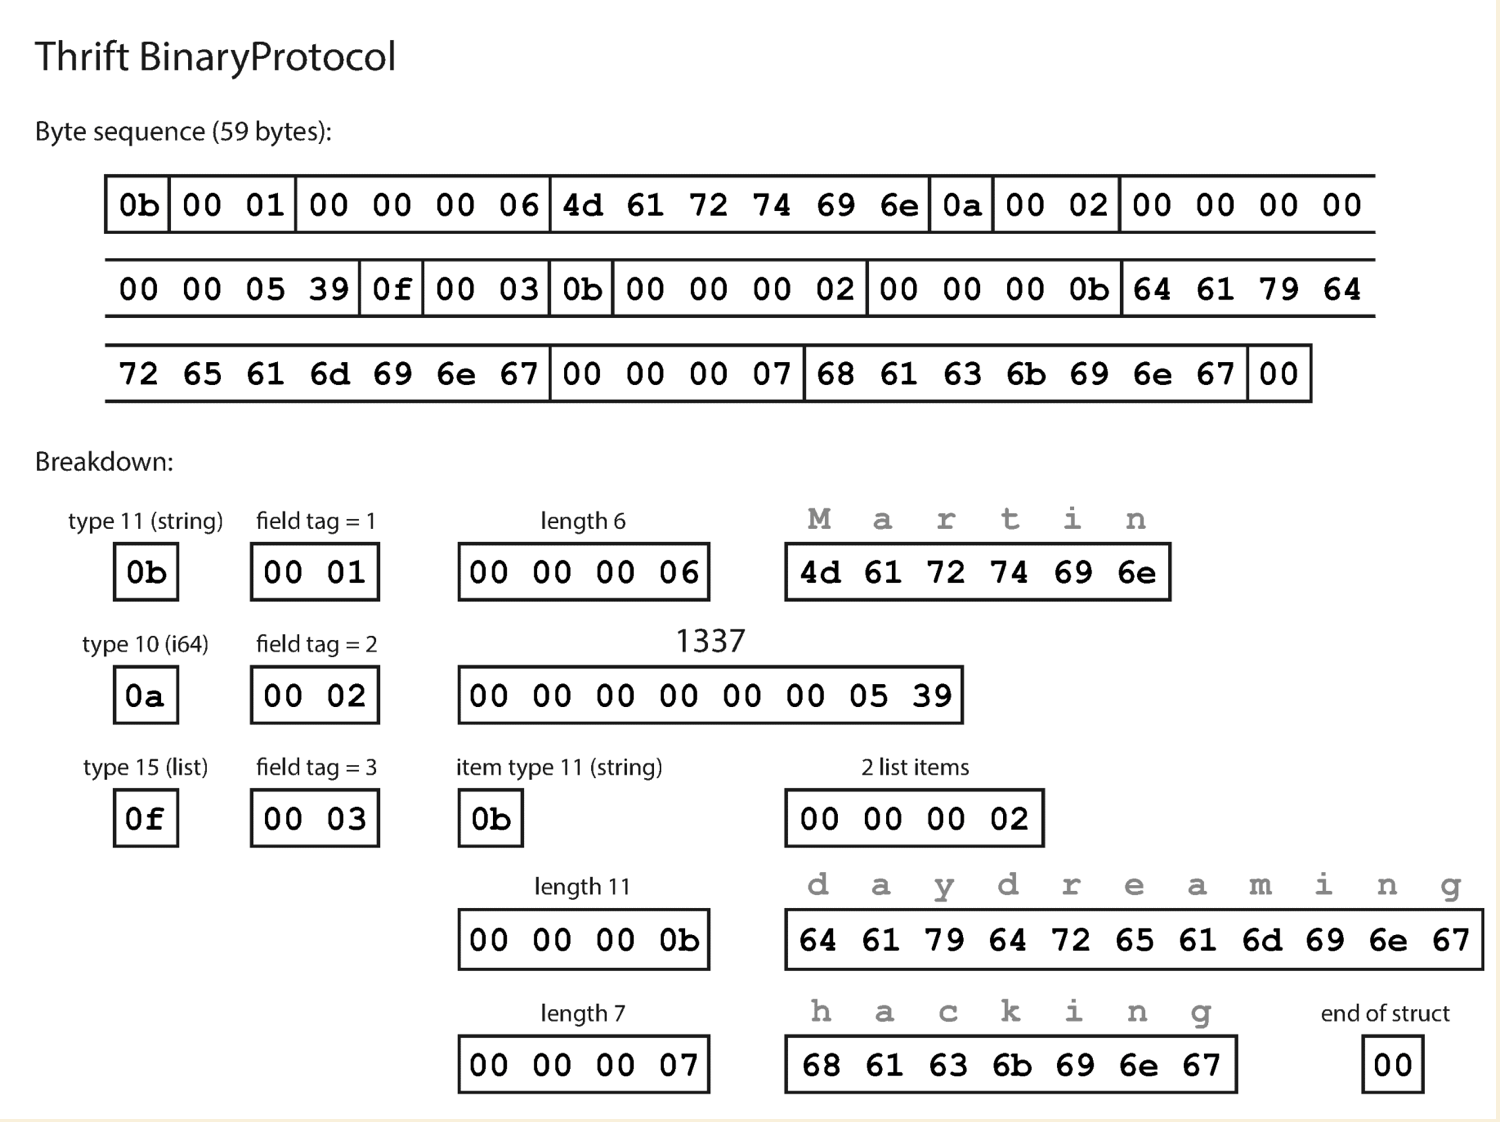 Thrift BinaryProtocol
Byte sequence (59 bytes):
0b 00 01 00 00 00 06 4d 61 72 74 69 6e 0a 00 02 00 00 00 00
00 00 05 39 0f 00 03 0b 00 00 00 02 00 00 00 0b 64 61 79 64
72 65 61 6d 69 6e 67 00 00 00 07 68 61 63 6b 69 6e 67 00
Breakdown:
type 11 (string) field tag = 1 length 6 M a r t i n
0b 00 01 00 00 00 06 4d 61 72 74 69 6e
type 10 (i64) field tag = 2 1337
0a 00 02 00 00 00 00 00 00 05 39
type 15 (list) field tag = 3 item type 11 (string) 2 list items
0f 00 03 0b 00 00 00 02
length 11 d a y d r e a m i n g
00 00 00 0b 64 61 79 64 72 65 61 6d 69 6e 67
length 7 h a c k i n g end of struct
00 00 00 07 68 61 63 6b 69 6e 67 00